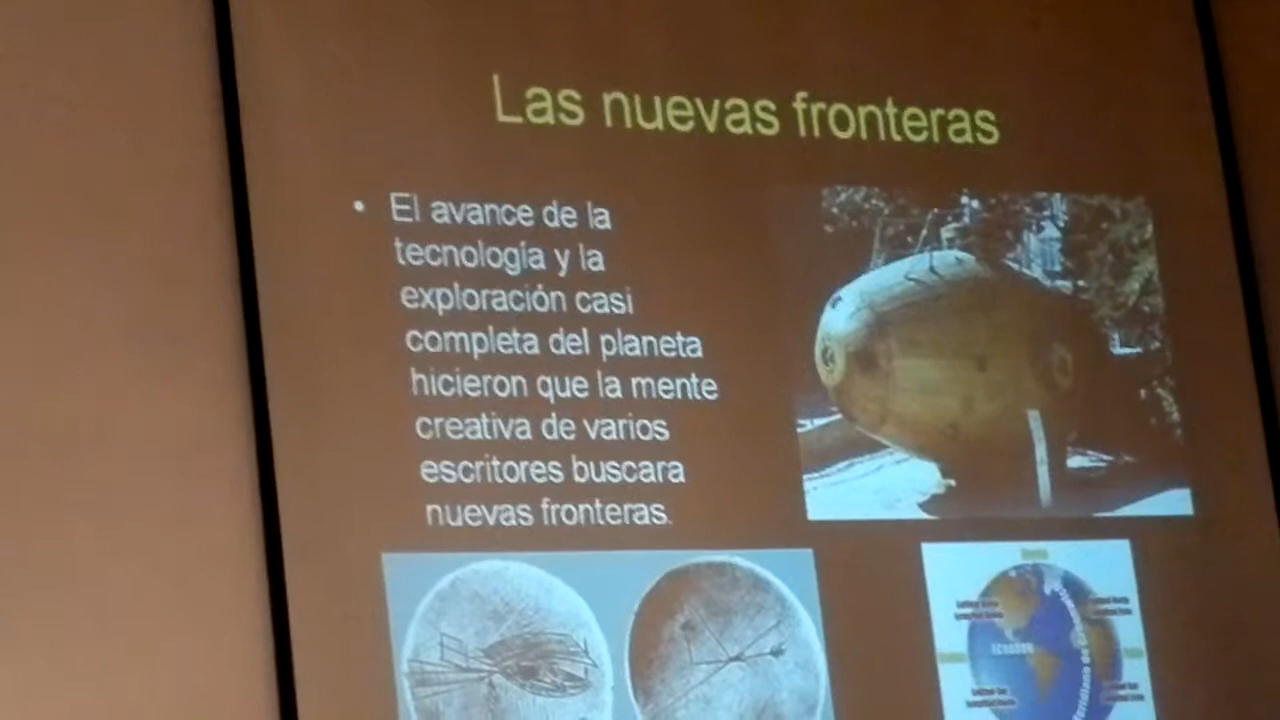 Las nuevas fronteras
• El avance de la
tecnología y la
exploración casi
completa del planeta
hicieron que la mente
creativa de varios
escritores buscara
nuevas fronteras.
ECUADOR